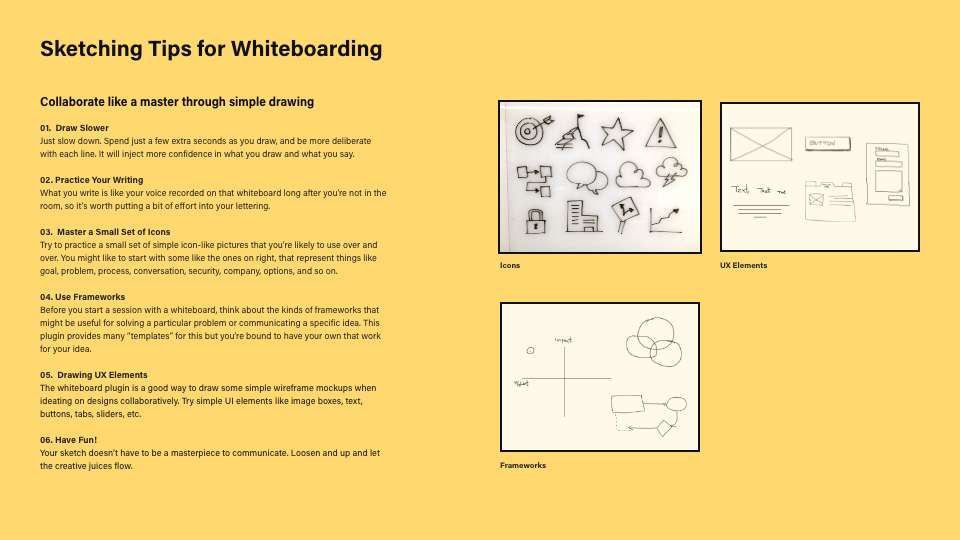 Sketching Tips for Whiteboarding
Collaborate like a master through simple drawing
01. Draw Slower
Just slow down. Spend just a few extra seconds as you draw, and be more deliberate
with each line. It will inject more confidence in what you draw and what you say.
02. Practice Your Writing
What you write is like your voice recorded on that whiteboard long after you're not in the
room, so it's worth putting a bit of effort into your lettering.
03. Master a Small Set of Icons
Try to practice a small set of simple icon-like pictures that you're likely to use over and
over. You might like to start with some like the ones on right, that represent things like
goal, problem, process, conversation, security, company, options, and so on.
04. Use Frameworks
Before you start a session with a whiteboard, think about the kinds of frameworks that
might be useful for solving a particular problem or communicating a specific idea. This
plugin provides many "templates" for this but you're bound to have your own that work
for your idea.
05. Drawing UX Elements
The whiteboard plugin is a good way to draw some simple wireframe mockups when
ideating on designs collaboratively. Try simple UI elements like image boxes, text,
buttons, tabs, sliders, etc.
06. Have Fun!
Your sketch doesn't have to be a masterpiece to communicate. Loosen and up and let
the creative juices flow.
Icons
BUTTON
Name
Email
Text Text
UX Elements
impact
Frameworks